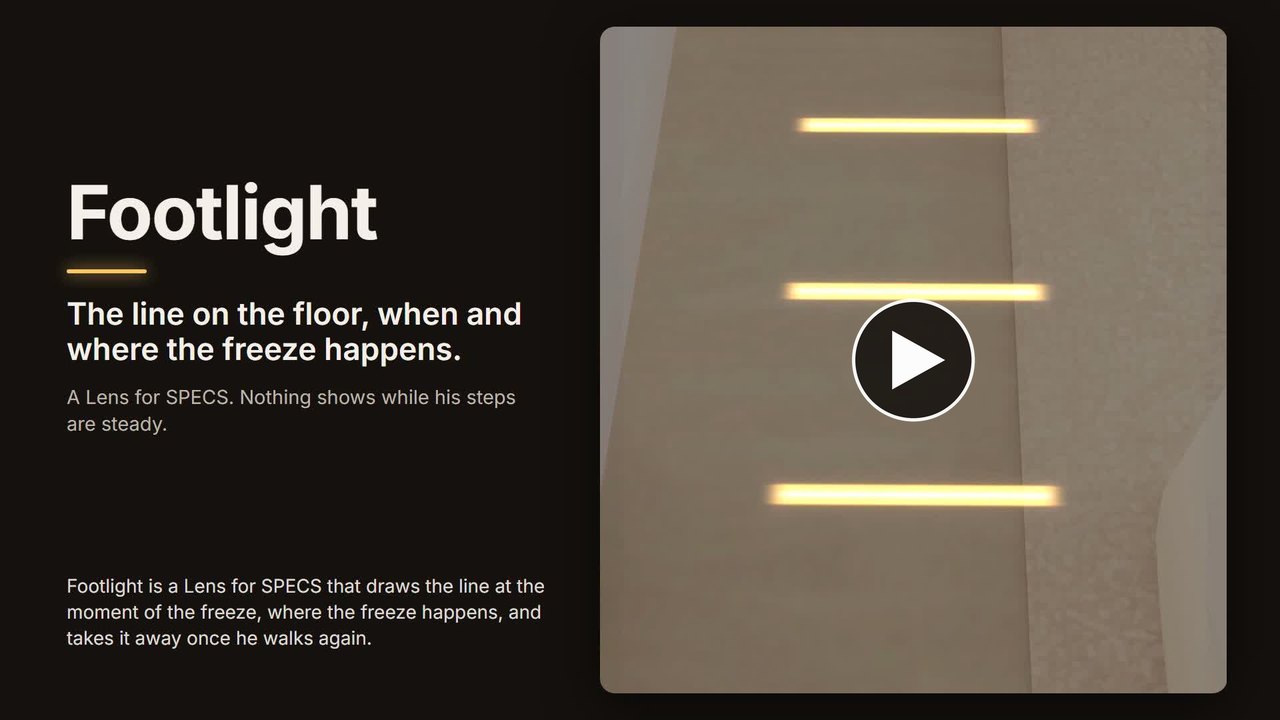 Footlight
The line on the floor, when and
where the freeze happens.
A Lens for SPECS. Nothing shows while his steps
are steady.
Footlight is a Lens for SPECS that draws the line at the
moment of the freeze, where the freeze happens, and
takes it away once he walks again.